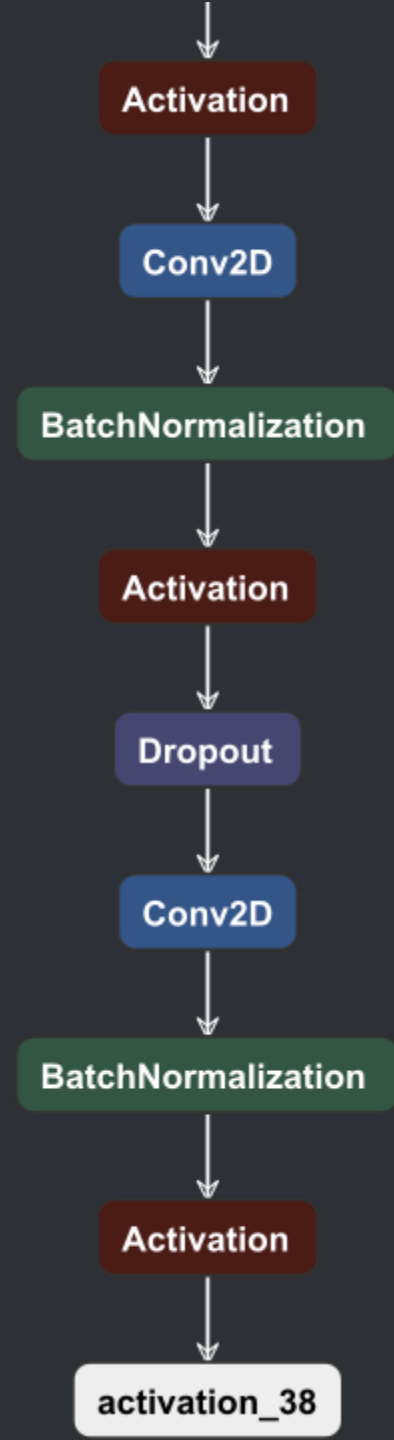 Activation
Conv2D
BatchNormalization
Activation
Dropout
Conv2D
BatchNormalization
Activation
activation_38